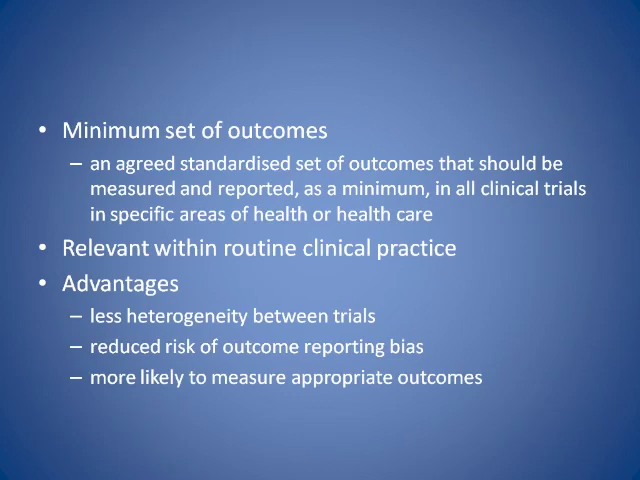 • Minimum set of outcomes
– an agreed standardised set of outcomes that should be
measured and reported, as a minimum, in all clinical trials
in specific areas of health or health care
• Relevant within routine clinical practice
• Advantages
– less heterogeneity between trials
– reduced risk of outcome reporting bias
– more likely to measure appropriate outcomes